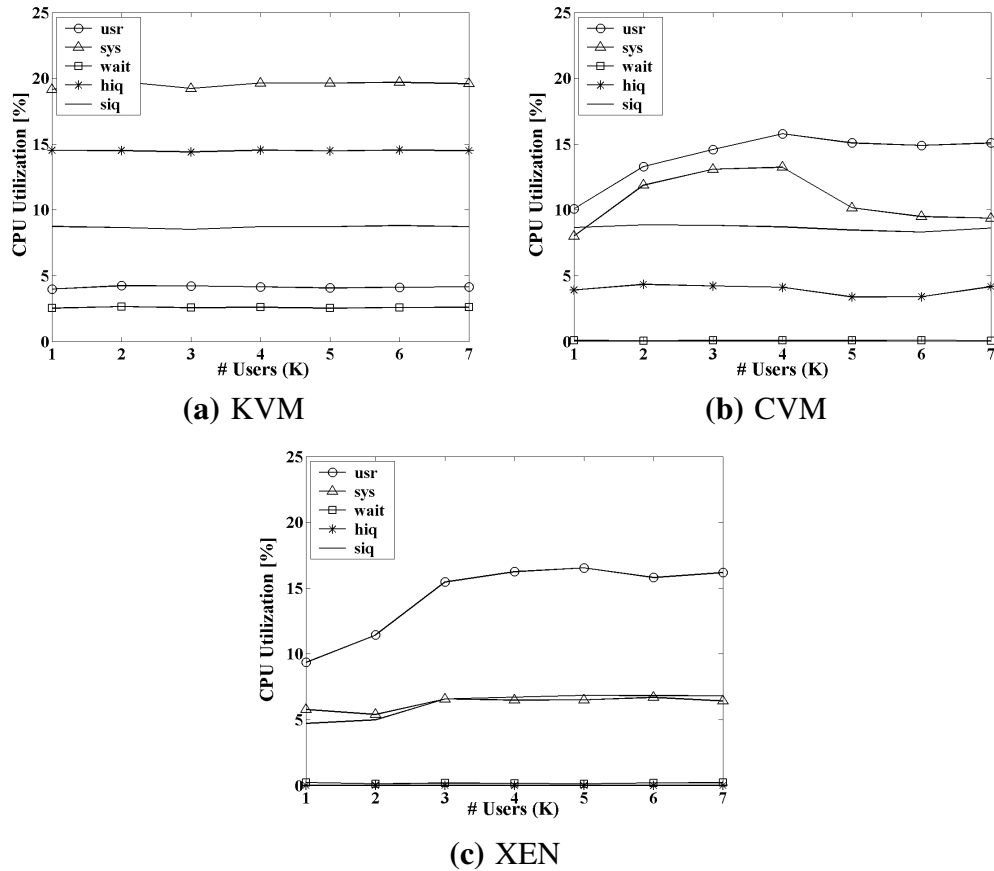 25
20
15
10
5
0
CPU Utilization [%]
usr
sys
wait
hiq
siq
1 2 3 4 5 6 7
# Users (K)
(a) KVM
25
20
15
10
5
0
CPU Utilization [%]
usr
sys
wait
hiq
siq
1 2 3 4 5 6 7
# Users (K)
(b) CVM
25
20
15
10
5
0
CPU Utilization [%]
usr
sys
wait
hiq
siq
1 2 3 4 5 6 7
# Users (K)
(c) XEN